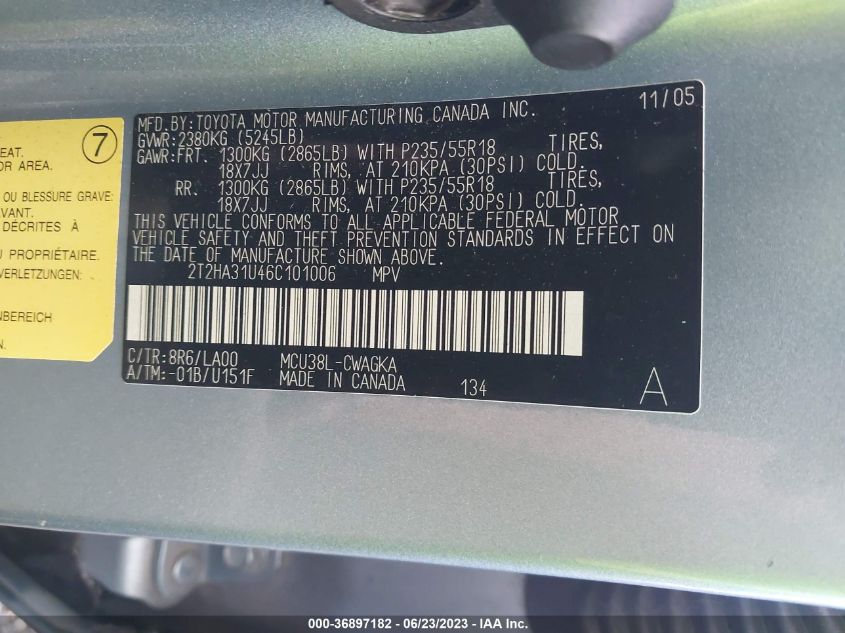 7
EAT.
OR AREA.
OU BLESSURE GRAVE
AVANT.
DÉCRITES À
U PROPRIÉTAIRE.
VERLETZUNGEN:
NBEREICH
MFD.BY:TOYOTA MOTOR MANUFACTURING CANADA INC. 11/05
GVWR:2380KG (5245LB)
GAWR:FRT. 1300KG (2865LB) WITH P235/55R18 TIRES,
18X7JJ RIMS, AT 210KPA (30PSI) COLD.
RR. 1300KG (2865LB) WITH P235/55R18 TIRES,
18X7JJ RIMS, AT 210KPA (30PSI) COLD.
THIS VEHICLE CONFORMS TO ALL APPLICABLE FEDERAL MOTOR
VEHICLE SAFETY AND THEFT PREVENTION STANDARDS IN EFFECT ON
THE DATE OF MANUFACTURE SHOWN ABOVE.
2T2HA31U46C101006 MPV
C/TR:8R6/LA00 MCU38L-CWAGKA
A/TM:-01B/U151F MADE IN CANADA 134 A
000-36897182 - 06/23/2023 - IAA Inc.